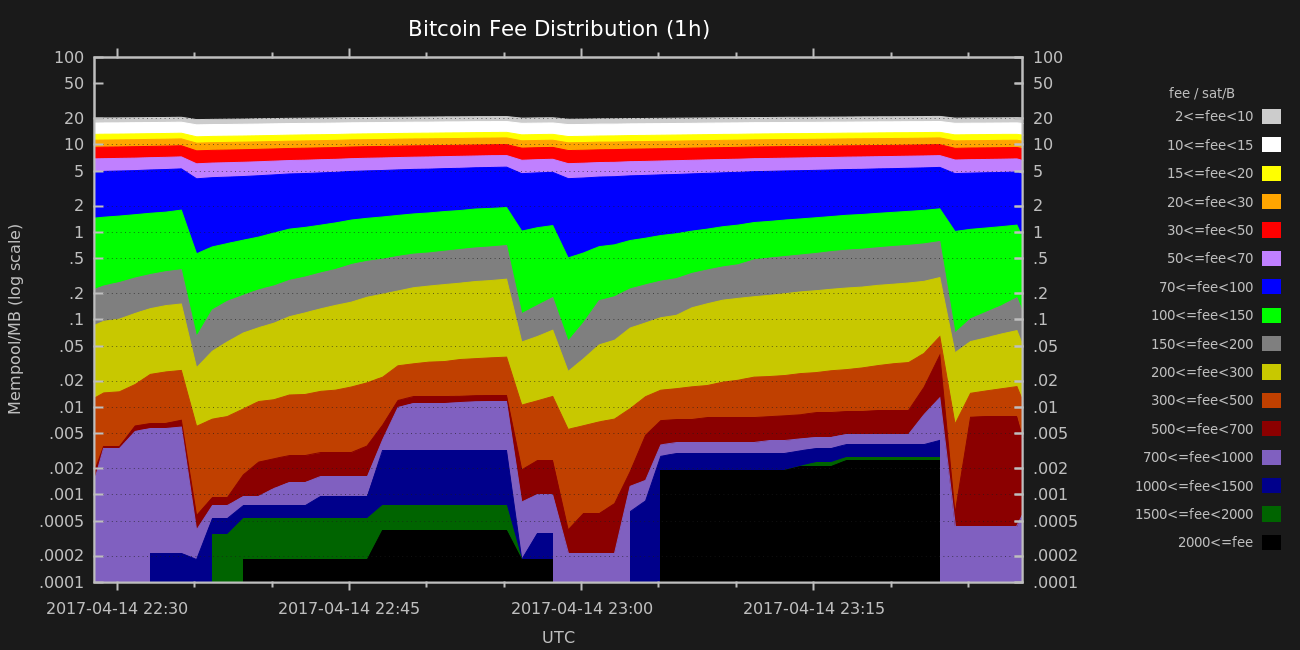 Bitcoin Fee Distribution (1h)
Mempool/MB (log scale)
100
50
20
10
5
2
1
.5
.2
.1
.05
.02
.01
.005
.002
.001
.0005
.0002
.0001
100
50
20
10
5
2
1
.5
.2
.1
.05
.02
.01
.005
.002
.001
.0005
.0002
.0001
2017-04-14 22:30 2017-04-14 22:45 2017-04-14 23:00 2017-04-14 23:15
UTC
fee / sat/B
2<=fee<10
10<=fee<15
15<=fee<20
20<=fee<30
30<=fee<50
50<=fee<70
70<=fee<100
100<=fee<150
150<=fee<200
200<=fee<300
300<=fee<500
500<=fee<700
700<=fee<1000
1000<=fee<1500
1500<=fee<2000
2000<=fee